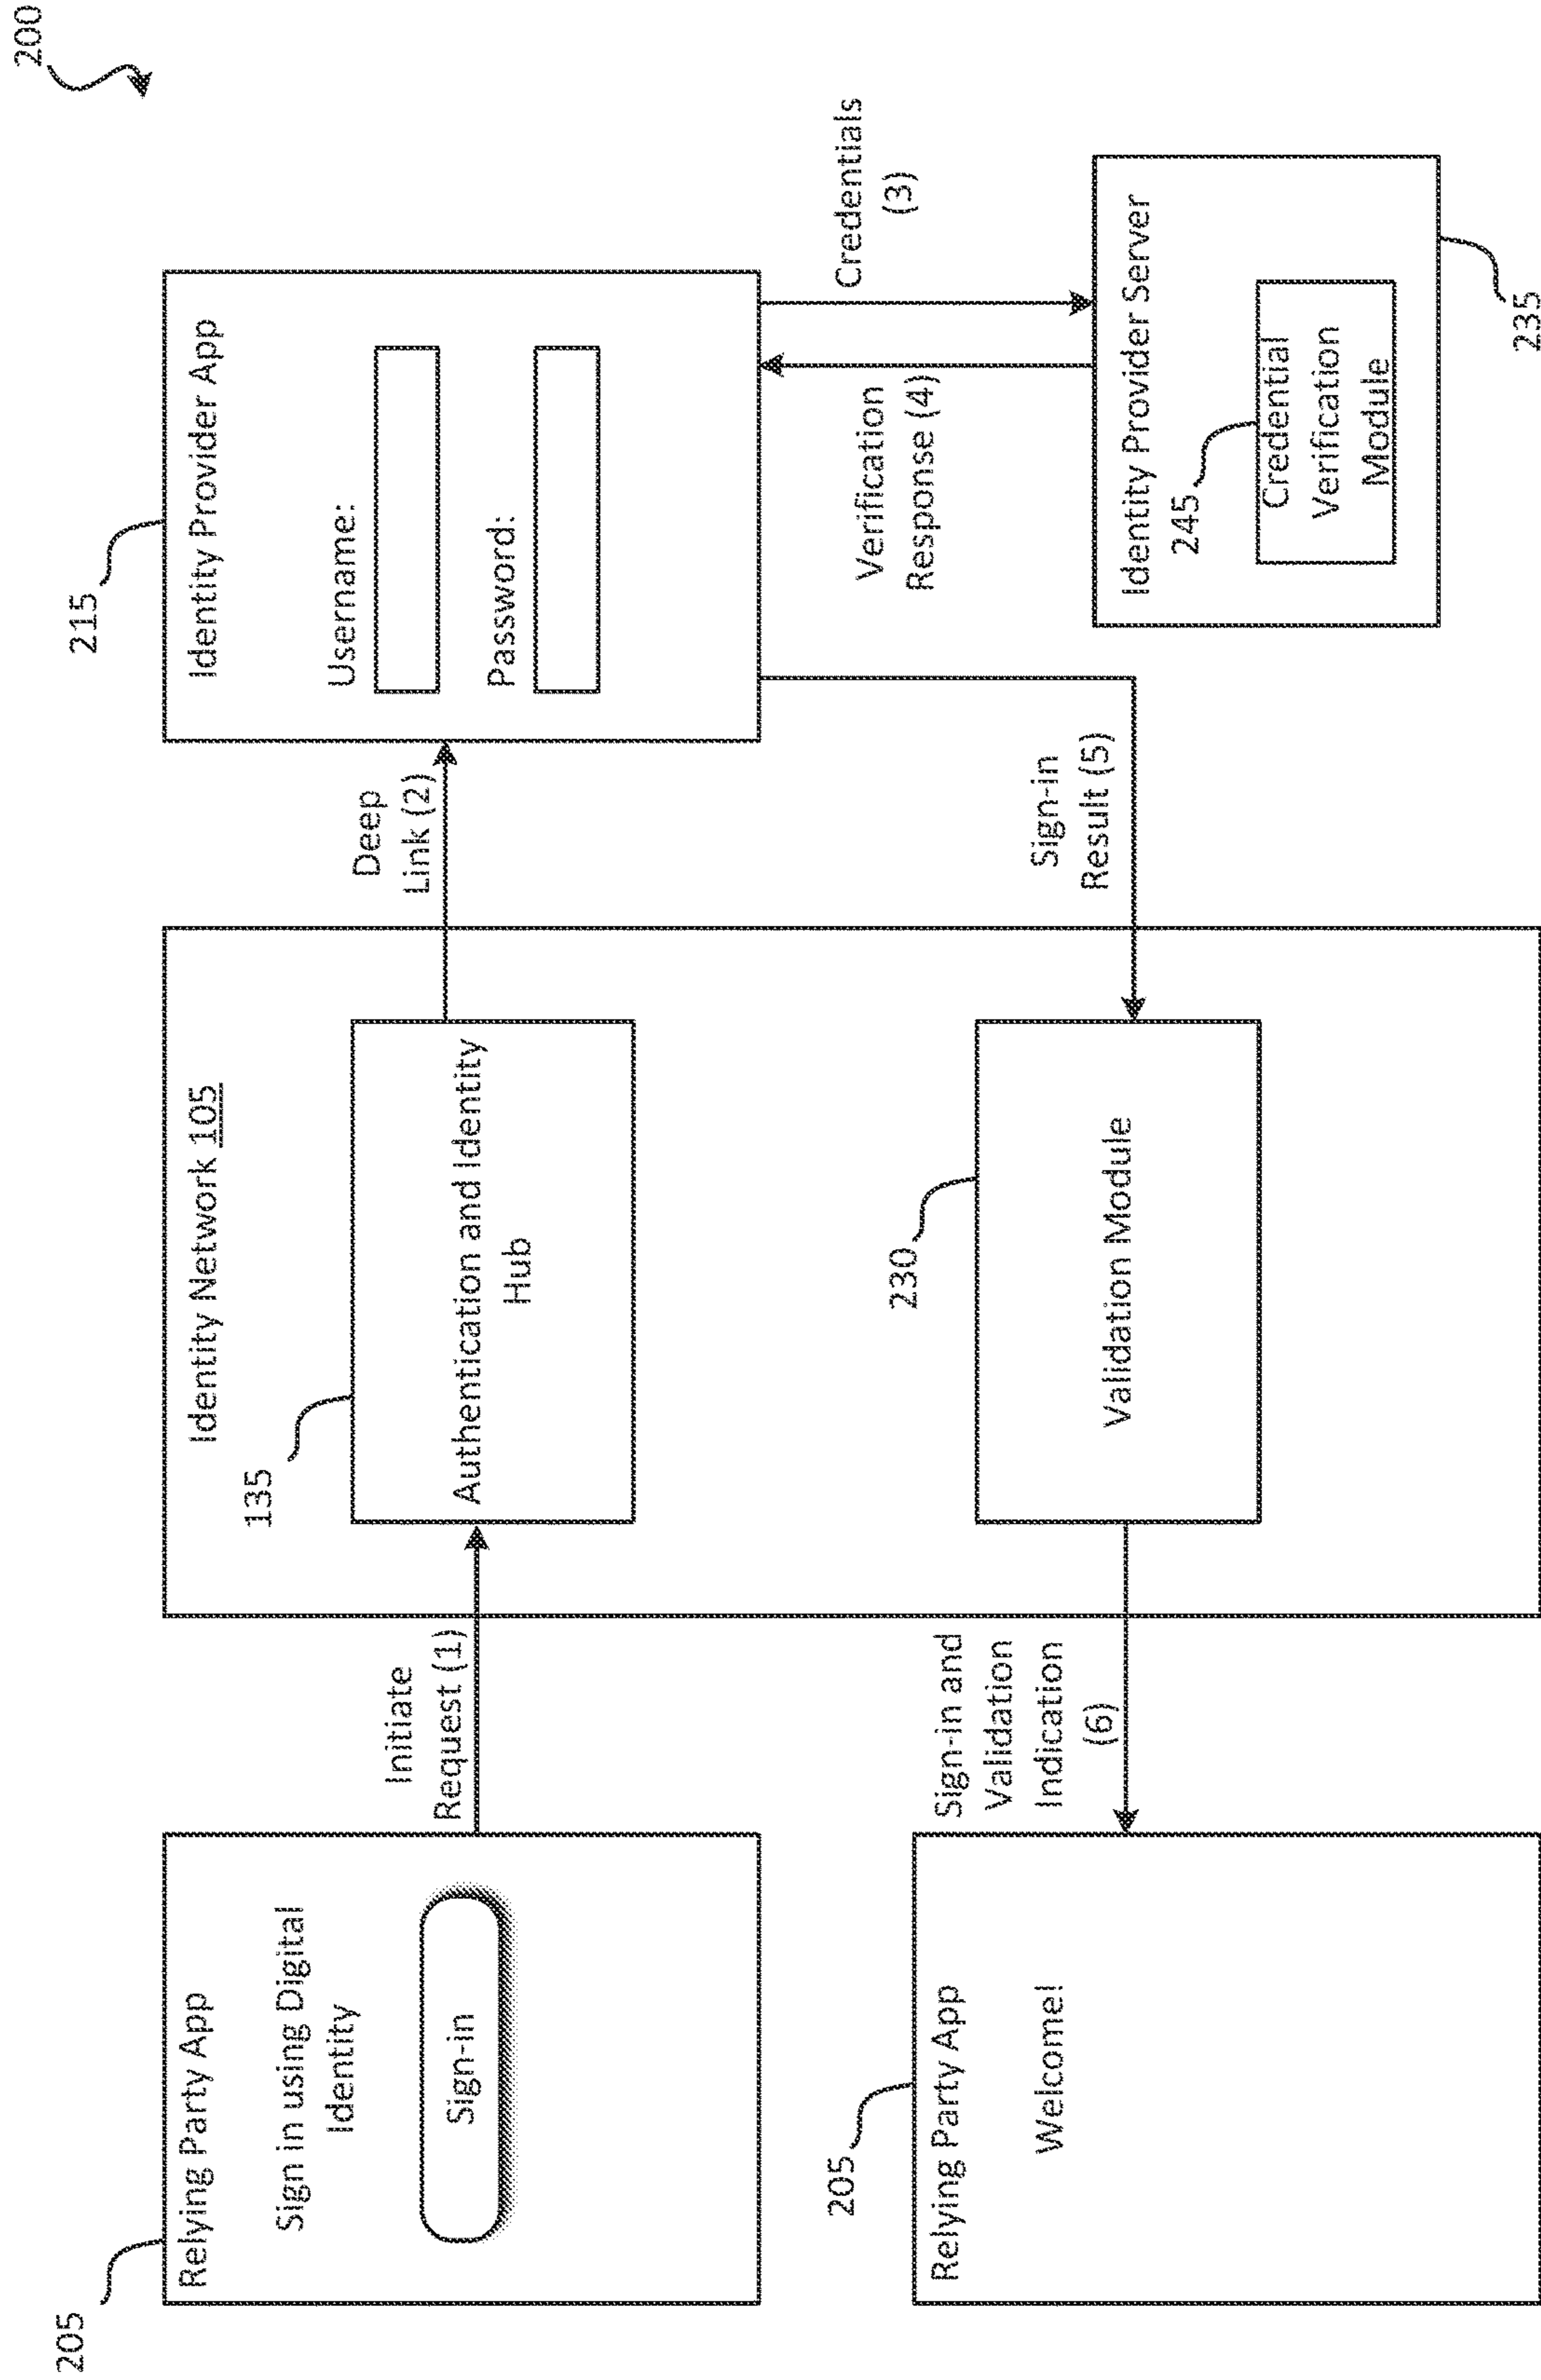 200
205
Relying Party App
Sign in using Digital
Identity
Sign-in
Initiate
Request (1)
Identity Network 105
135
Authentication and Identity
Hub
Deep
Link (2)
215
Identity Provider App
Username:
Password:
Credentials
(3)
Verification
Response (4)
Identity Provider Server
245
Credential
Verification
Module
235
Sign-in
Result (5)
230
Validation Module
Sign-in and
Validation
Indication
(6)
205
Relying Party App
Welcome!